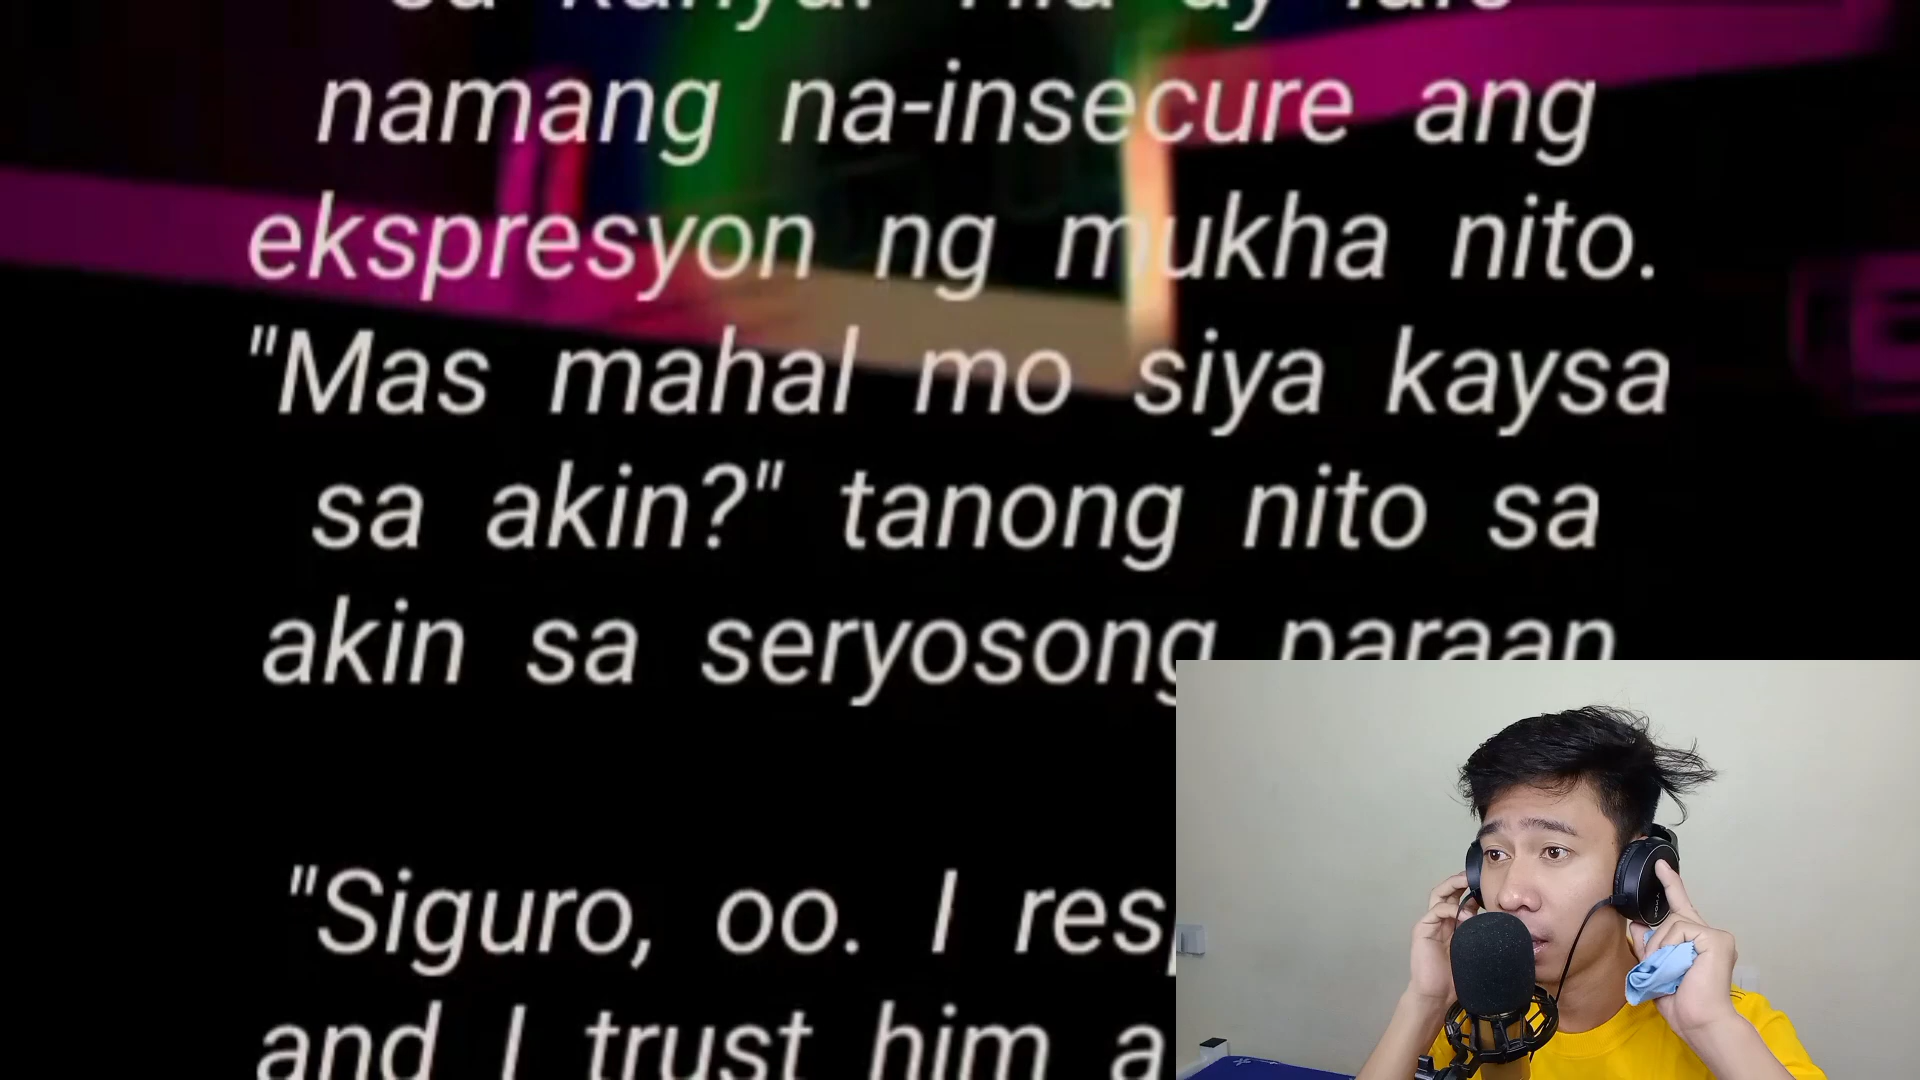 namang na-insecure ang
ekspresyon ng mukha nito.
"Mas mahal mo siya kaysa
sa akin?" tanong nito sa
akin sa seryosong paraan
"Siguro, oo. I
and I trust him